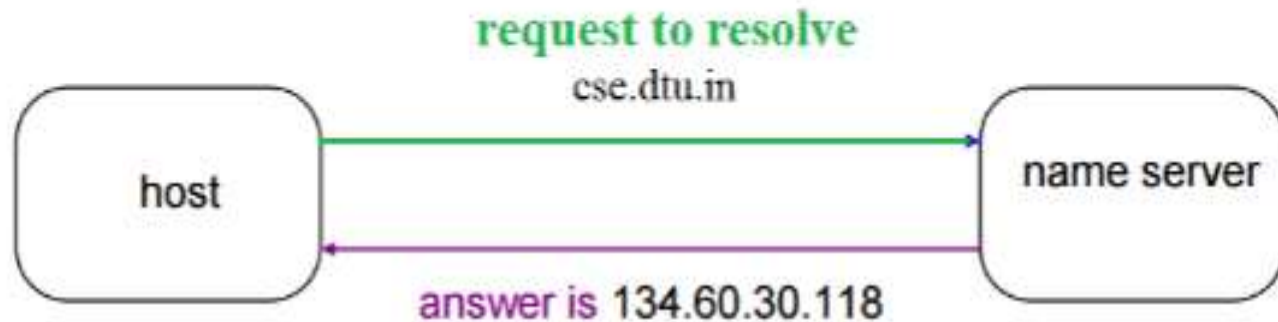 request to resolve
cse.dtu.in
host
name server
answer is 134.60.30.118